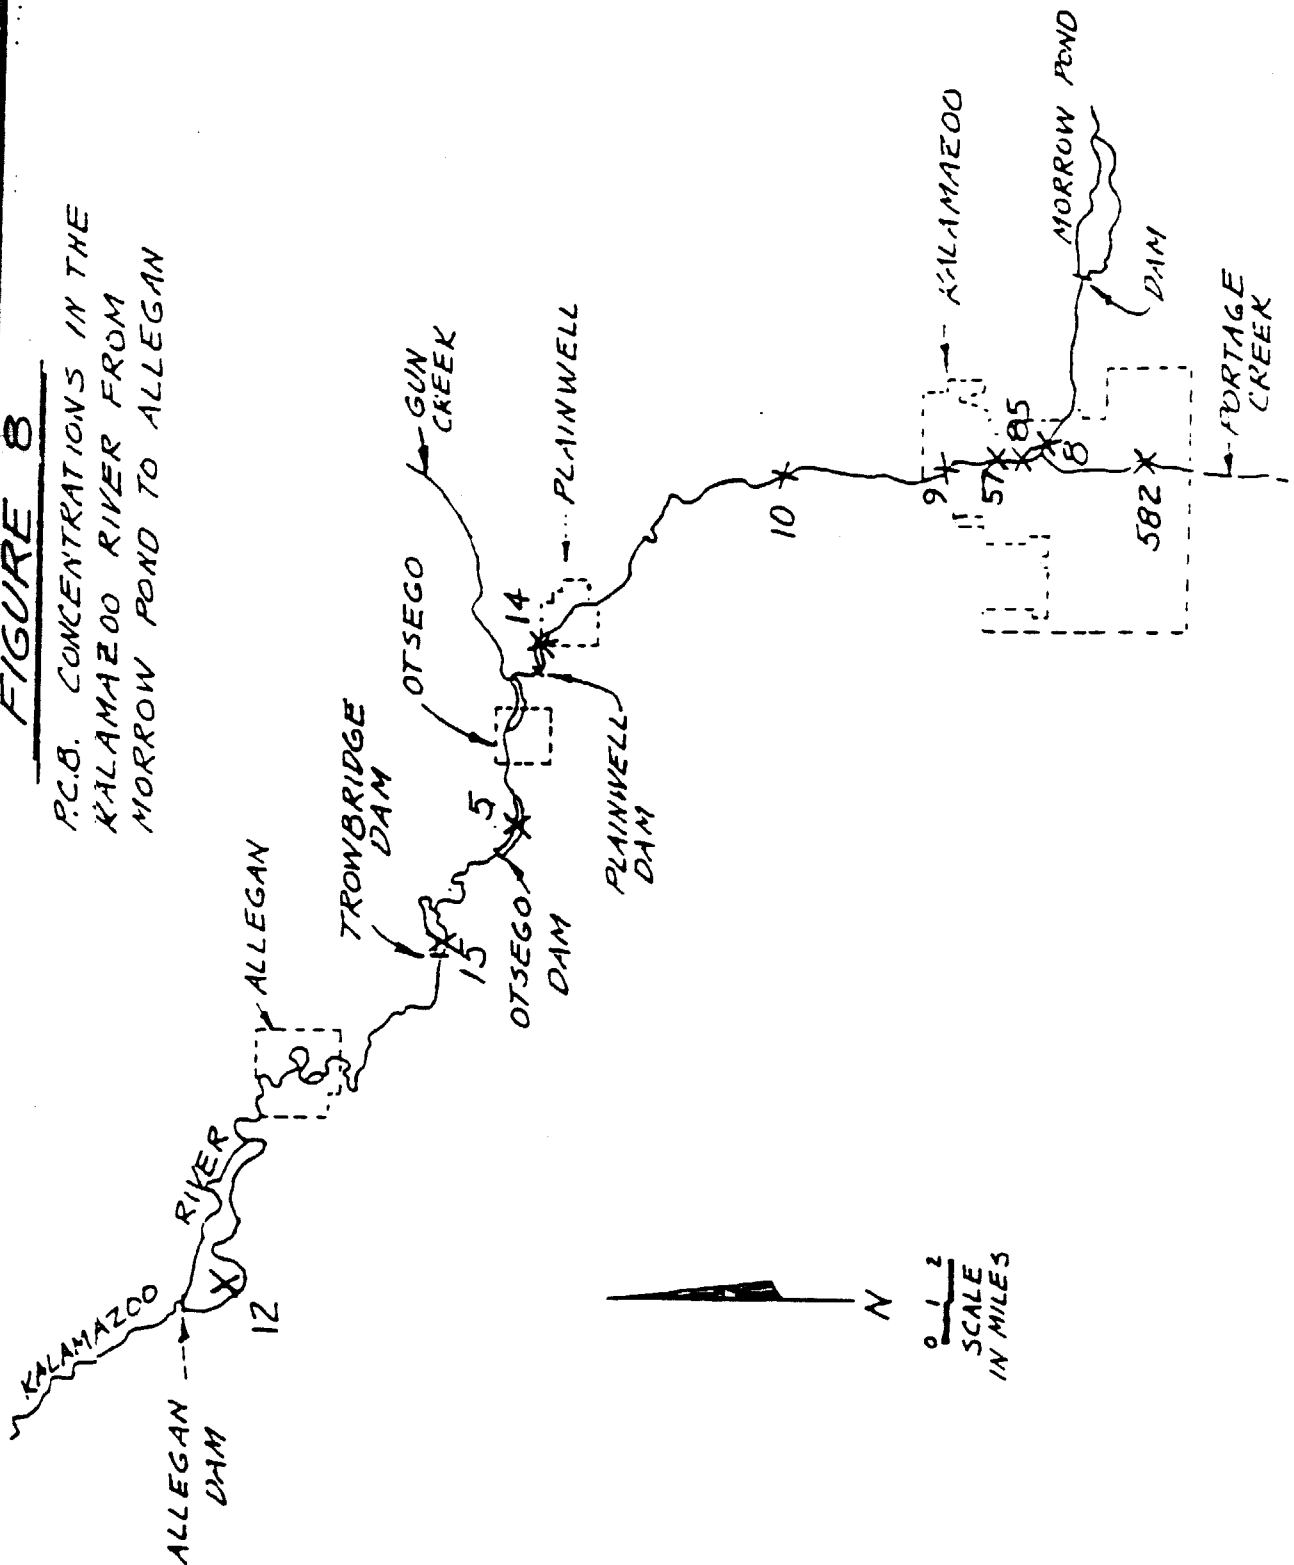 FIGURE 8
P.C.B. CONCENTRATIONS IN THE
KALAMAZOO RIVER FROM
MORROW POND TO ALLEGAN
KALAMAZOO
RIVER
ALLEGAN
DAM
12
ALLEGAN
TROWBRIDGE
DAM
15
OTSEGO
DAM
5
OTSEGO
GUN
CREEK
PLAINWELL
14
PLAINWELL
DAM
10
KALAMAZOO
9
57
85
8
582
MORROW POND
DAM
PORTAGE
CREEK
N
0 1 2
SCALE
IN MILES